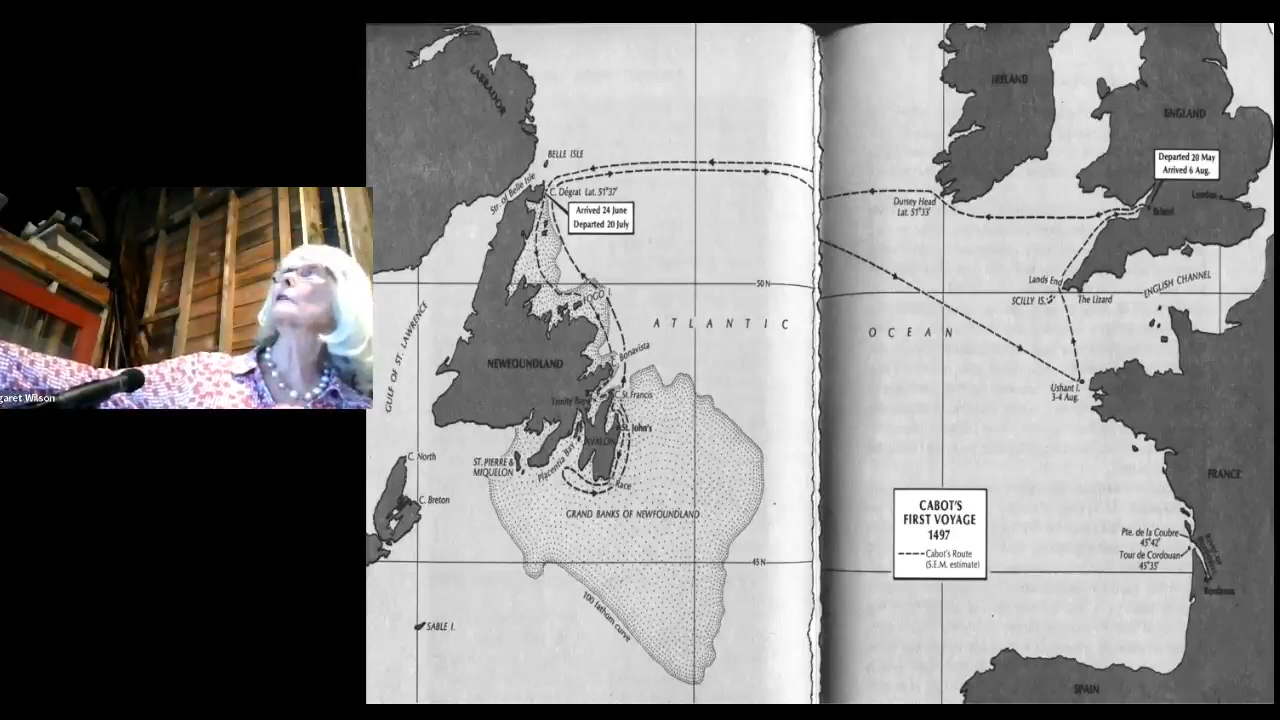 LABRADOR
BELLE ISLE
Str. of Belle Isle
C. Dégrat Lat. 51°37'
Arrived 24 June
Departed 20 July
FOGO I.
50 N
ATLANTIC
Bonavista
NEWFOUNDLAND
Trinity Bay
C. St. Francis
St. John's
AVALON
Placentia Bay
ST. PIERRE &
MIQUELON
Race
GRAND BANKS OF NEWFOUNDLAND
GULF OF ST. LAWRENCE
C. North
C. Breton
45 N
100 fathom curve
SABLE I.
IRELAND
ENGLAND
Departed 20 May
Arrived 6 Aug.
London
Bristol
Dursey Head
Lat. 51°33'
Lands End
SCILLY IS.
The Lizard
ENGLISH CHANNEL
OCEAN
Ushant I.
3-4 Aug.
FRANCE
CABOT'S
FIRST VOYAGE
1497
Cabot's Route
(S.E.M. estimate)
Pte. de la Coubre
45°42'
Tour de Cordouan
45°35'
Bordeaux
SPAIN
garet Wilson